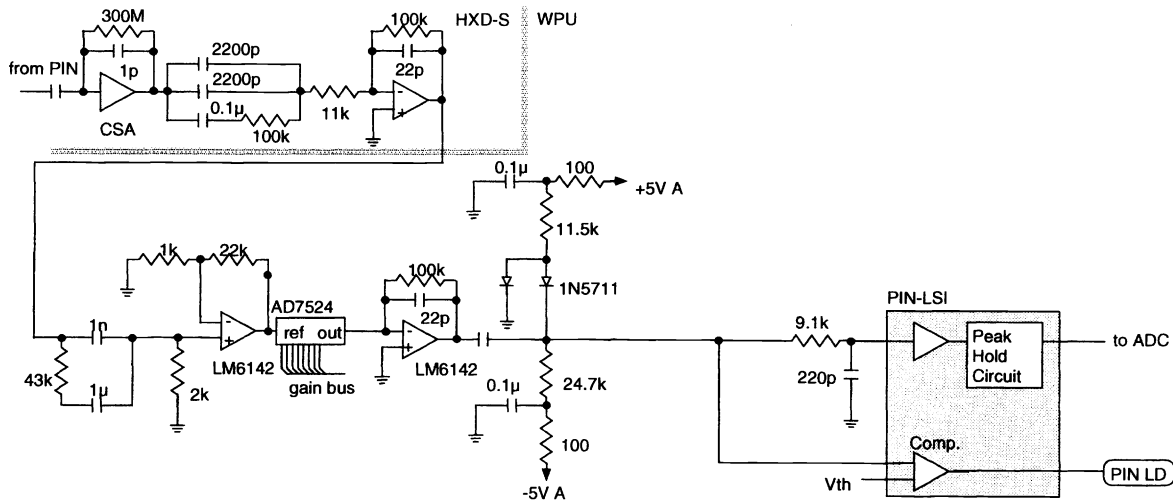 HXD-S
WPU
300M
1p
from PIN
CSA
2200p
2200p
0.1µ
100k
11k
100k
22p
-
+
0.1µ
100
+5V A
11.5k
1N5711
1k
22k
-
+
LM6142
1n
43k
1µ
2k
AD7524
ref out
gain bus
100k
22p
-
+
LM6142
0.1µ
24.7k
100
-5V A
9.1k
220p
PIN-LSI
Peak
Hold
Circuit
to ADC
Comp.
Vth
PIN LD